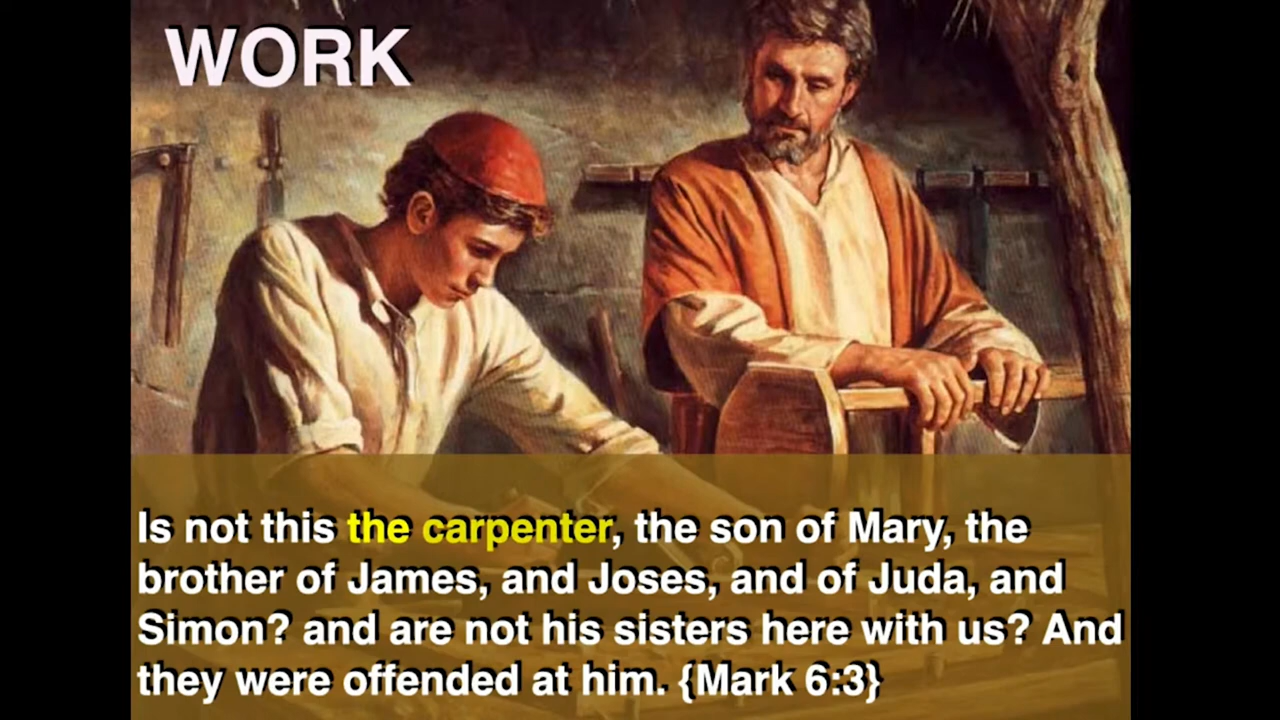 WORK
Is not this the carpenter, the son of Mary, the
brother of James, and Joses, and of Juda, and
Simon? and are not his sisters here with us? And
they were offended at him. {Mark 6:3}